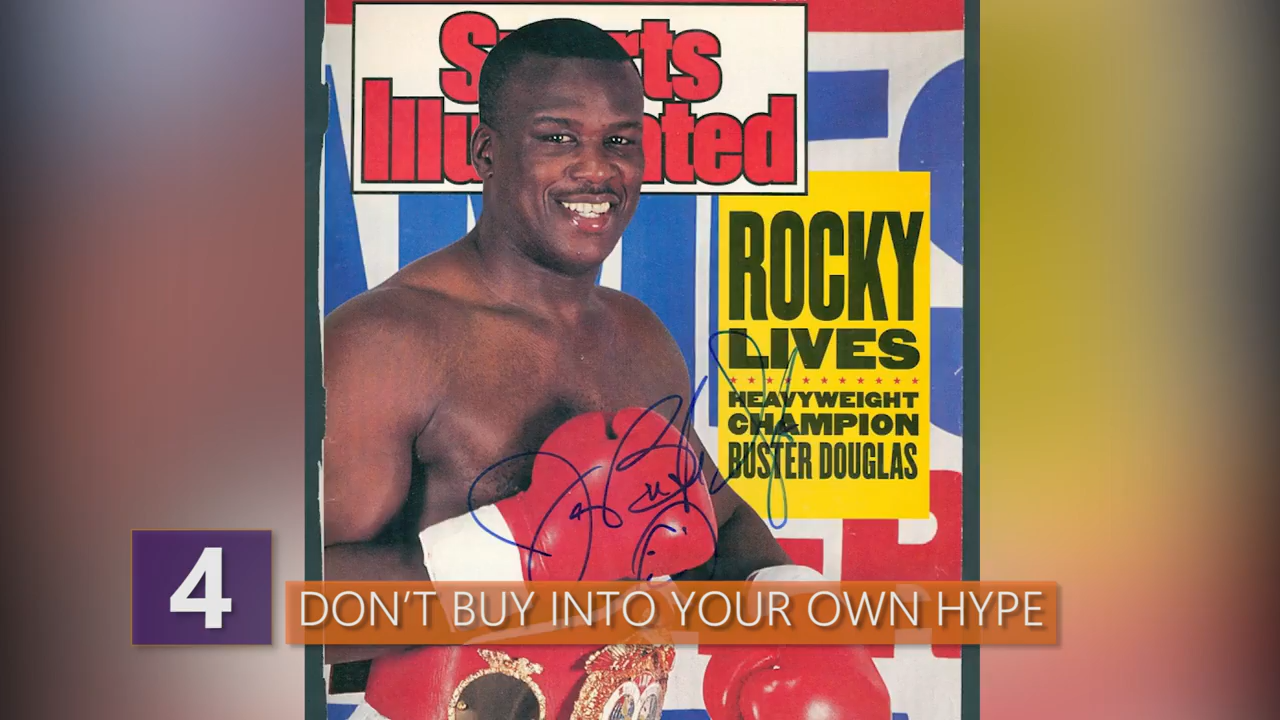 Sports
Illustrated
ROCKY
LIVES
HEAVYWEIGHT
CHAMPION
BUSTER DOUGLAS
4
DON'T BUY INTO YOUR OWN HYPE